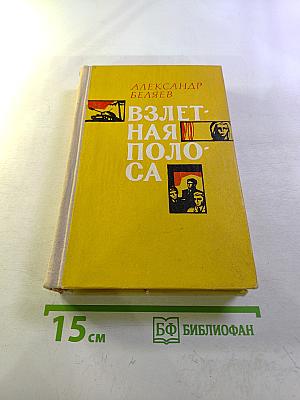 АЛЕКСАНДР
БЕЛЯЕВ
ВЗЛЕТ-
НАЯ
ПОЛО-
СА
15 см
БФ БИБЛИОФАН